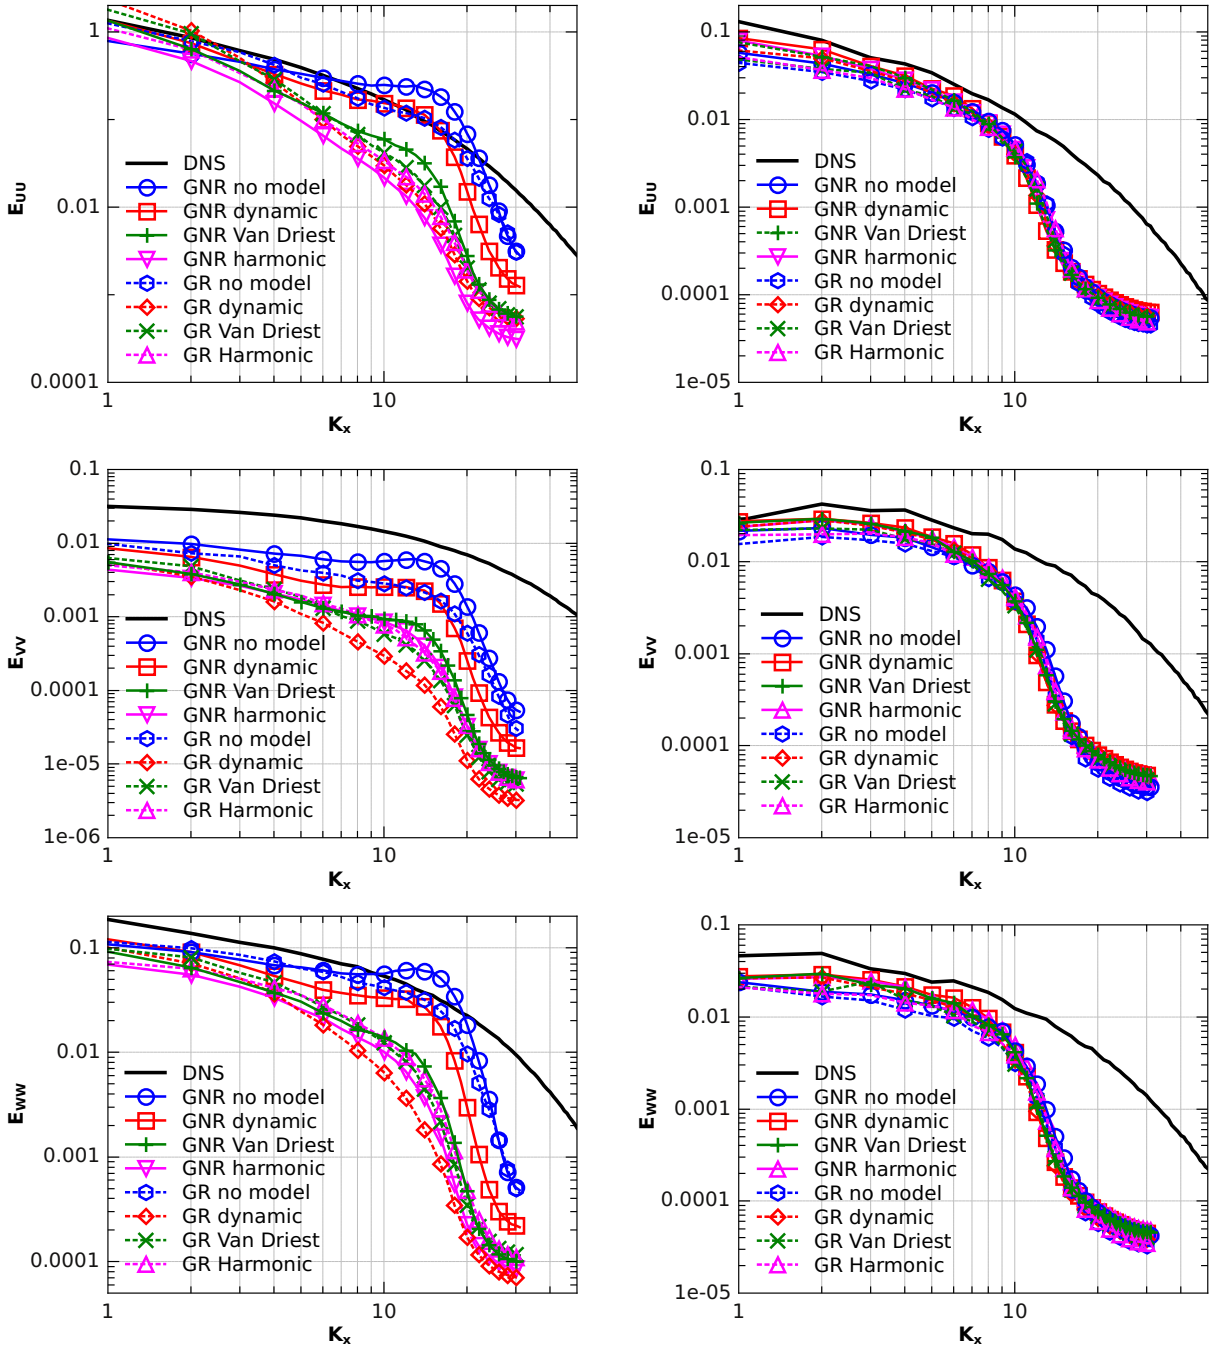 1
0.01
0.0001
1
10
E_UU
K_x
DNS
GNR no model
GNR dynamic
GNR Van Driest
GNR harmonic
GR no model
GR dynamic
GR Van Driest
GR Harmonic
0.1
0.01
0.001
0.0001
1e-05
1
10
E_UU
K_x
DNS
GNR no model
GNR dynamic
GNR Van Driest
GNR harmonic
GR no model
GR dynamic
GR Van Driest
GR Harmonic
0.1
0.01
0.001
0.0001
1e-05
1e-06
1
10
E_VV
K_x
DNS
GNR no model
GNR dynamic
GNR Van Driest
GNR harmonic
GR no model
GR dynamic
GR Van Driest
GR Harmonic
0.1
0.01
0.001
0.0001
1e-05
1
10
E_VV
K_x
DNS
GNR no model
GNR dynamic
GNR Van Driest
GNR harmonic
GR no model
GR dynamic
GR Van Driest
GR Harmonic
0.1
0.01
0.001
0.0001
1
10
E_WW
K_x
DNS
GNR no model
GNR dynamic
GNR Van Driest
GNR harmonic
GR no model
GR dynamic
GR Van Driest
GR Harmonic
0.1
0.01
0.001
0.0001
1e-05
1
10
E_WW
K_x
DNS
GNR no model
GNR dynamic
GNR Van Driest
GNR harmonic
GR no model
GR dynamic
GR Van Driest
GR Harmonic